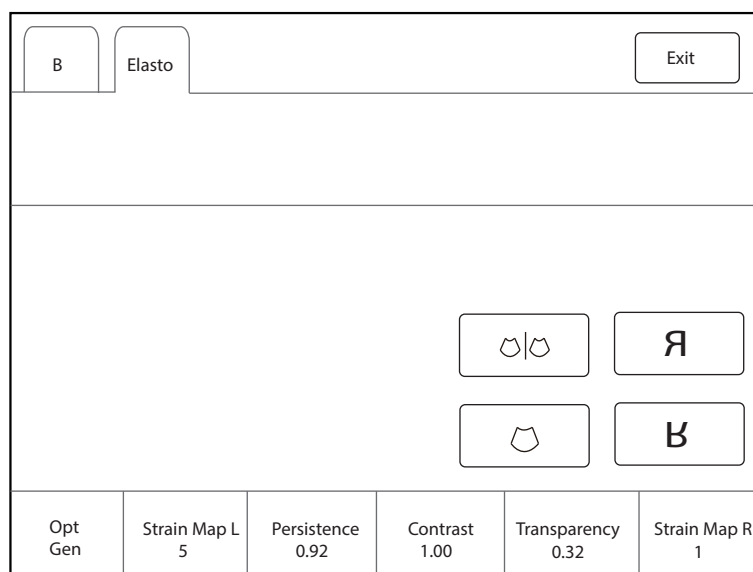 B
Elasto
Exit
Я
ʁ
Opt
Gen
Strain Map L
5
Persistence
0.92
Contrast
1.00
Transparency
0.32
Strain Map R
1